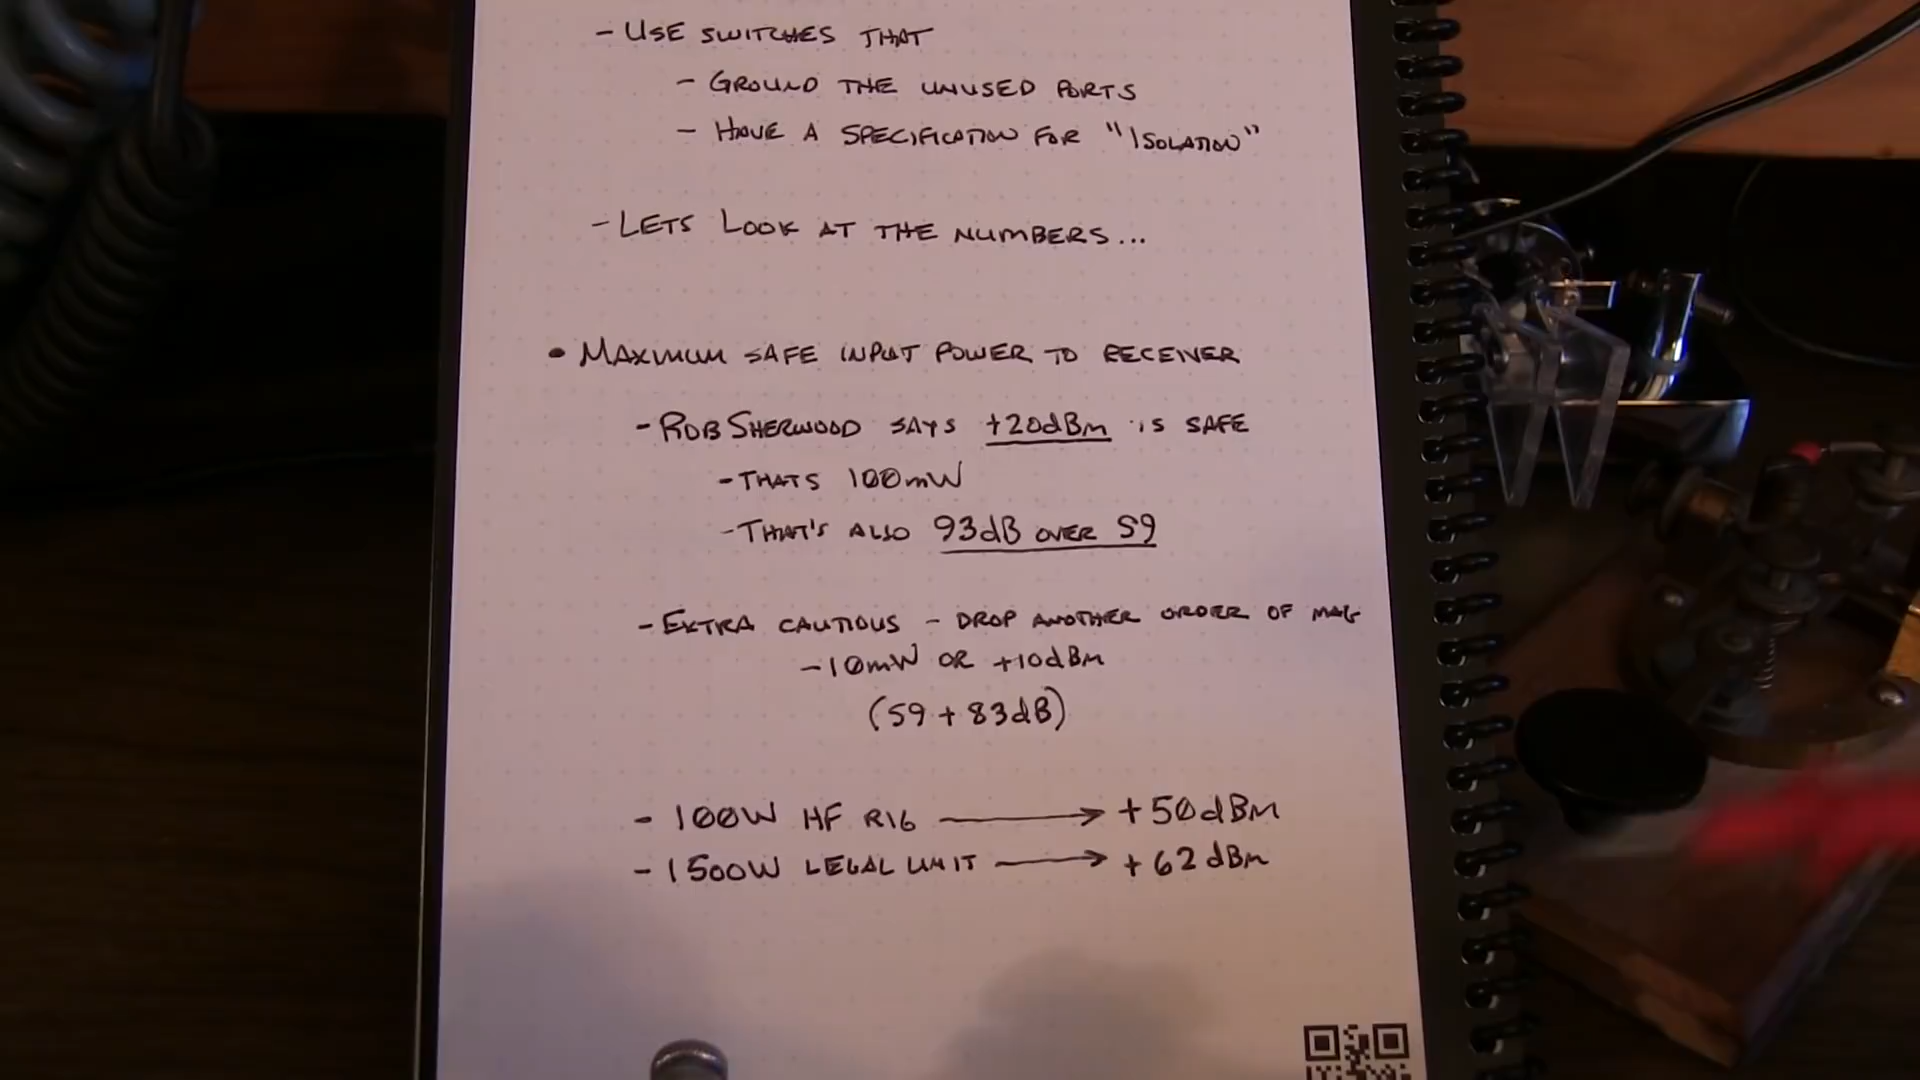 - USE SWITCHES THAT
- GROUND THE UNUSED PORTS
- HAVE A SPECIFICATION FOR "ISOLATION"
- LETS LOOK AT THE NUMBERS...
• MAXIMUM SAFE INPUT POWER TO RECEIVER
- ROB SHERWOOD SAYS +20dBm IS SAFE
- THATS 100mW
- THAT'S ALSO 93dB OVER S9
- EXTRA CAUTIOUS - DROP ANOTHER ORDER OF MAG
- 10mW OR +10dBm
(S9 + 83dB)
- 100W HF RIG → +50dBm
- 1500W LEGAL LIMIT → +62dBm